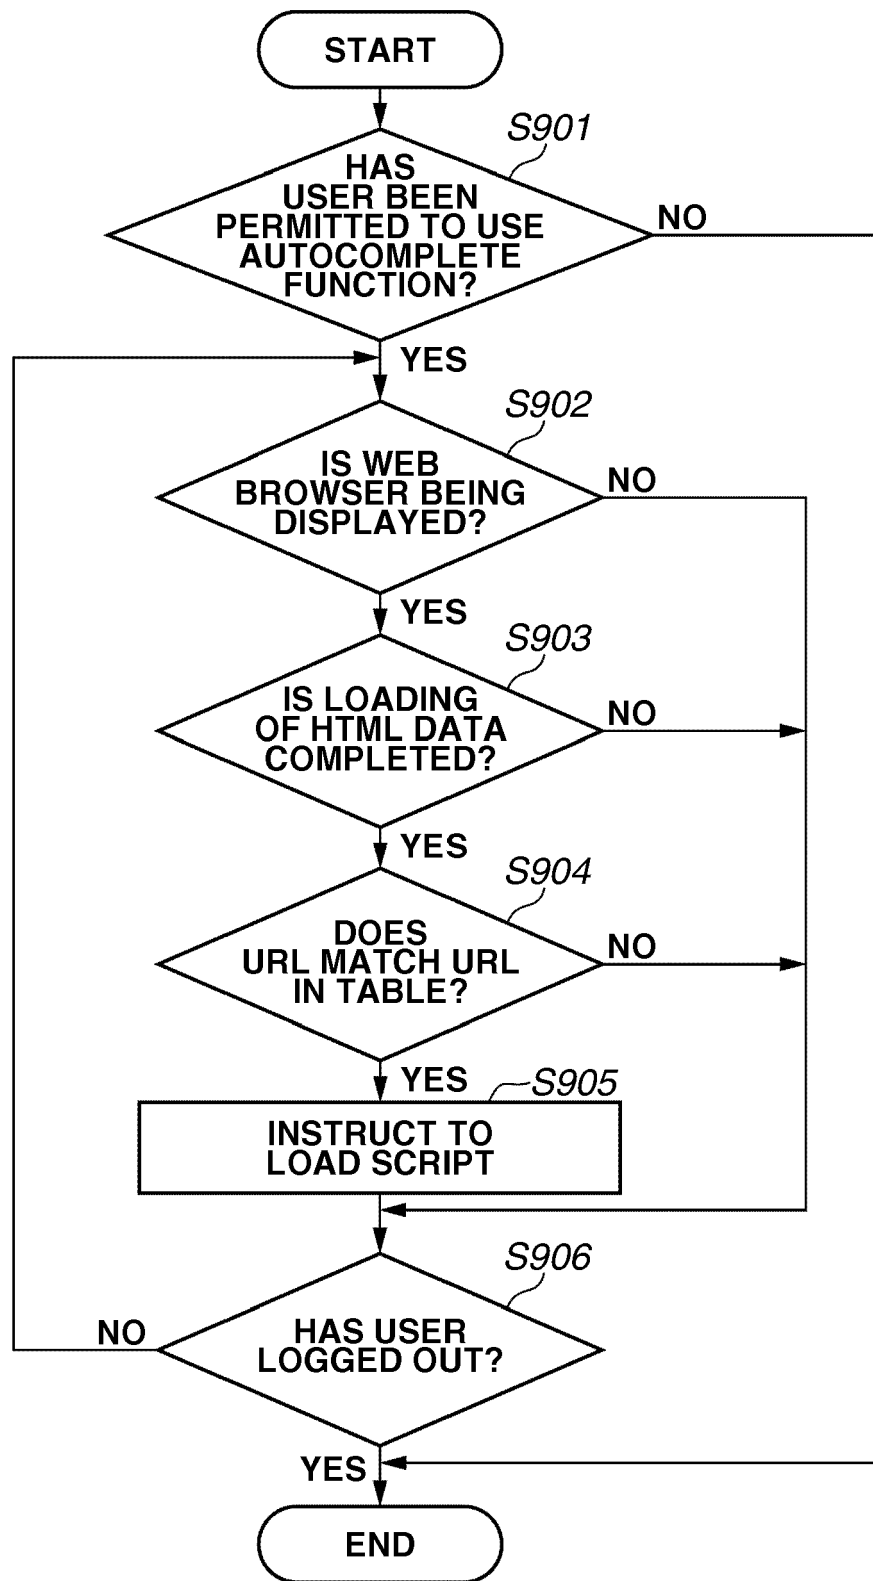 START
S901
HAS
USER BEEN
PERMITTED TO USE
AUTOCOMPLETE
FUNCTION?
NO
YES
S902
IS WEB
BROWSER BEING
DISPLAYED?
NO
YES
S903
IS LOADING
OF HTML DATA
COMPLETED?
NO
YES
S904
DOES
URL MATCH URL
IN TABLE?
NO
YES
S905
INSTRUCT TO
LOAD SCRIPT
S906
HAS USER
LOGGED OUT?
NO
YES
END